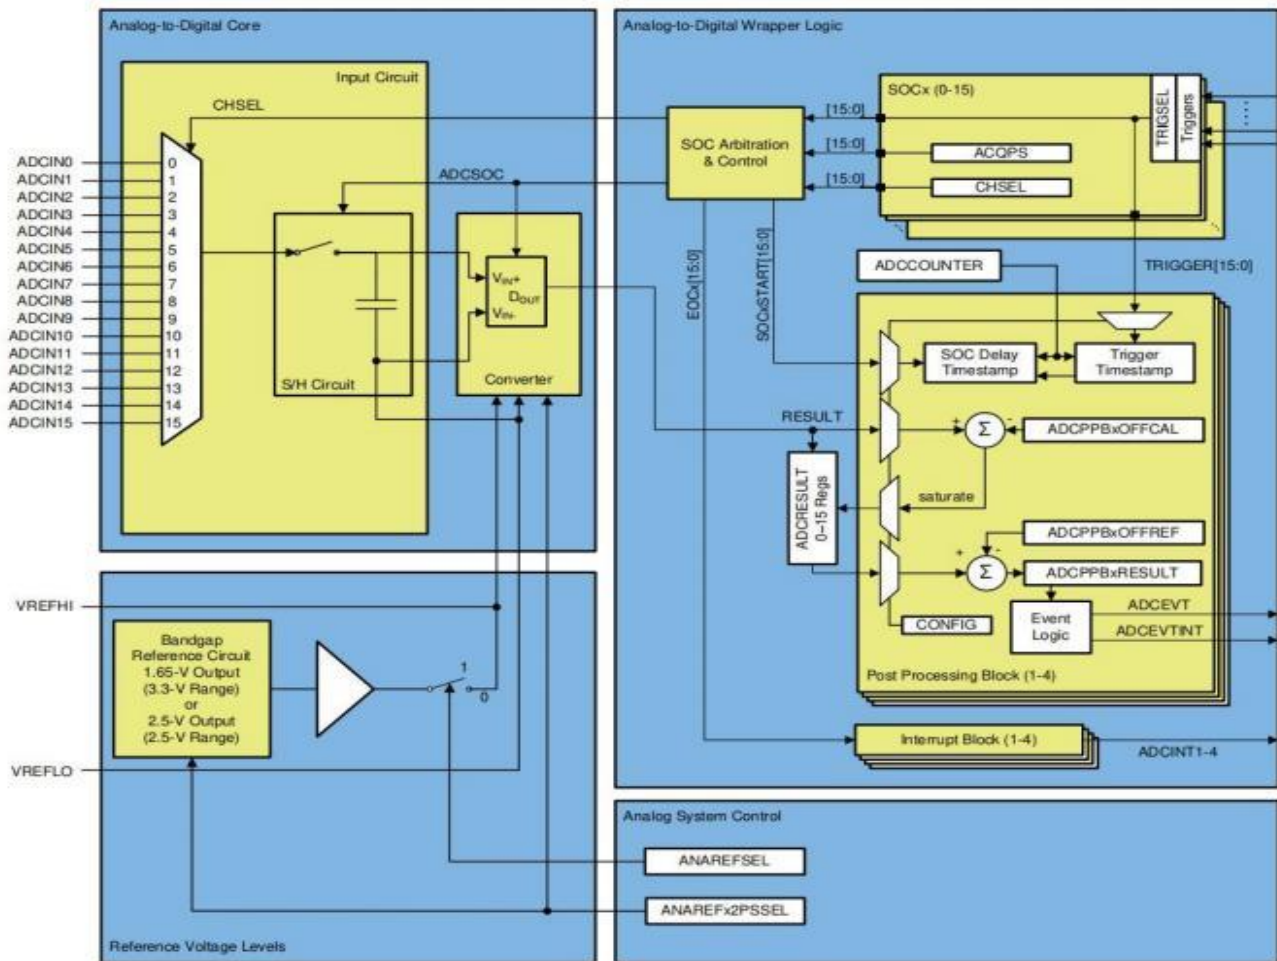 Analog-to-Digital Core
Input Circuit
CHSEL
ADCIN0
ADCIN1
ADCIN2
ADCIN3
ADCIN4
ADCIN5
ADCIN6
ADCIN7
ADCIN8
ADCIN9
ADCIN10
ADCIN11
ADCIN12
ADCIN13
ADCIN14
ADCIN15
0
1
2
3
4
5
6
7
8
9
10
11
12
13
14
15
ADCSOC
VIN+
DOUT
VIN-
S/H Circuit
Converter
Analog-to-Digital Wrapper Logic
SOCx (0-15)
[15:0]
[15:0]
[15:0]
SOC Arbitration
& Control
ACQPS
CHSEL
TRIGSEL
Triggers
EOCx[15:0]
SOCxSTART[15:0]
ADCCOUNTER
TRIGGER[15:0]
SOC Delay
Timestamp
Trigger
Timestamp
RESULT
+
-
Σ
ADCPPBxOFFCAL
saturate
ADCRESULT
0–15 Regs
ADCPPBxOFFREF
+
-
Σ
ADCPPBxRESULT
CONFIG
Event
Logic
ADCEVT
ADCEVTINT
Post Processing Block (1-4)
Interrupt Block (1-4)
ADCINT1-4
VREFHI
Bandgap
Reference Circuit
1.65-V Output
(3.3-V Range)
or
2.5-V Output
(2.5-V Range)
1
0
VREFLO
Reference Voltage Levels
Analog System Control
ANAREFSEL
ANAREFx2PSSEL